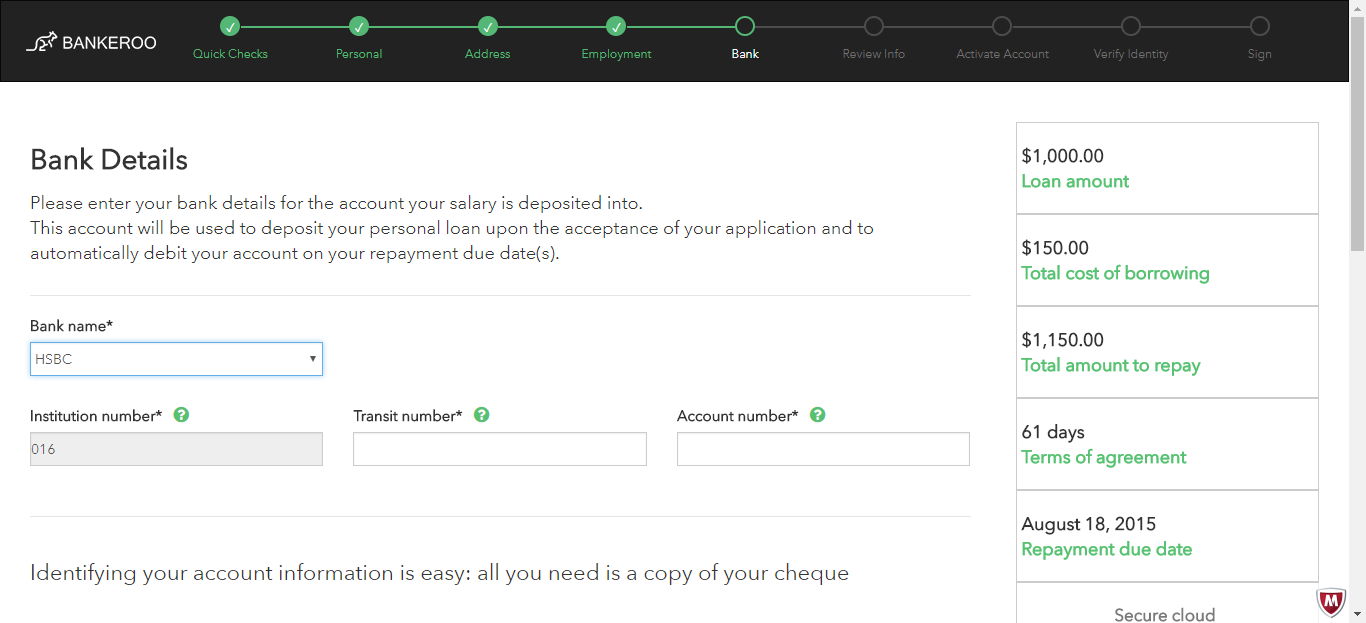 BANKEROO
Quick Checks
Personal
Address
Employment
Bank
Review Info
Activate Account
Verify Identity
Sign
Bank Details
Please enter your bank details for the account your salary is deposited into.
This account will be used to deposit your personal loan upon the acceptance of your application and to
automatically debit your account on your repayment due date(s).
Bank name*
HSBC
Institution number* ?
Transit number* ?
Account number* ?
016
Identifying your account information is easy: all you need is a copy of your cheque
$1,000.00
Loan amount
$150.00
Total cost of borrowing
$1,150.00
Total amount to repay
61 days
Terms of agreement
August 18, 2015
Repayment due date
Secure cloud
M